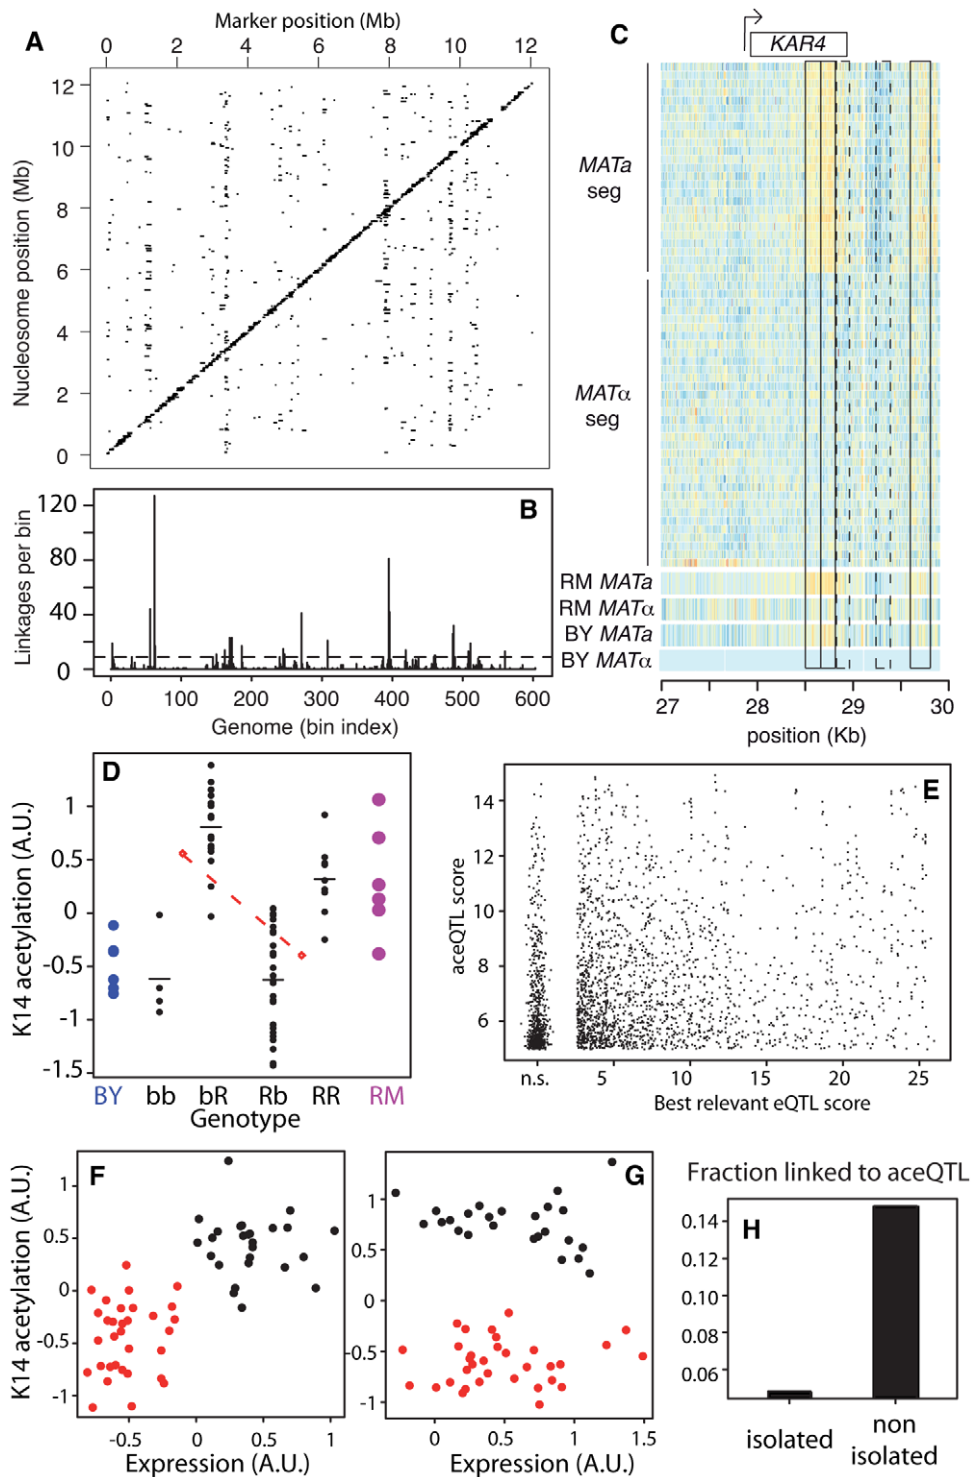 A
Marker position (Mb)
0 2 4 6 8 10 12
Nucleosome position (Mb)
12
10
8
6
4
2
0
B
Linkages per bin
120
80
40
0
0 100 200 300 400 500 600
Genome (bin index)
C
KAR4
MATa
seg
MATα
seg
RM MATa
RM MATα
BY MATa
BY MATα
27 28 29 30
position (Kb)
D
K14 acetylation (A.U.)
1
0.5
0
-0.5
-1
-1.5
BY bb bR Rb RR RM
Genotype
E
aceQTL score
14
12
10
8
6
n.s. 5 10 15 20 25
Best relevant eQTL score
F
K14 acetylation (A.U.)
1
0.5
0
-0.5
-1
-0.5 0 0.5 1
Expression (A.U.)
G
1
0.5
0
-0.5
-1
0 0.5 1 1.5
Expression (A.U.)
Fraction linked to aceQTL
H
0.14
0.12
0.10
0.08
0.06
isolated
non
isolated